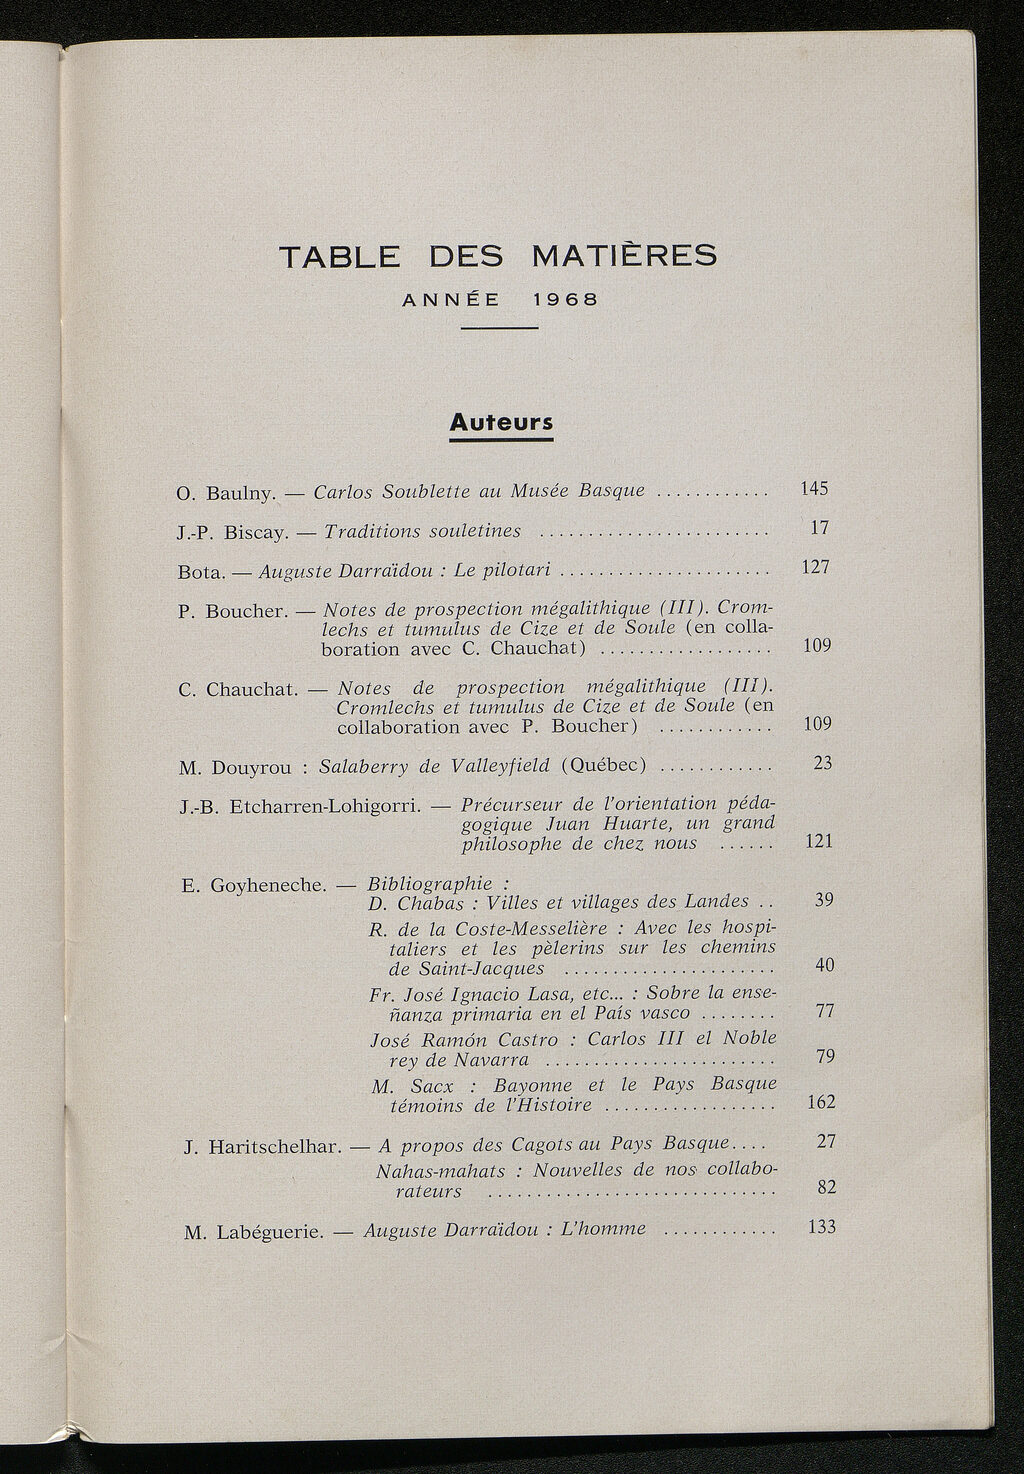 TABLE DES MATIÈRES
ANNÉE 1968
Auteurs
O. Baulny. — Carlos Soublette au Musée Basque ............ 145
J.-P. Biscay. — Traditions souletines ........................ 17
Bota. — Auguste Darraïdou : Le pilotari ...................... 127
P. Boucher. — Notes de prospection mégalithique (III). Crom-
lechs et tumulus de Cize et de Soule (en colla-
boration avec C. Chauchat) .................. 109
C. Chauchat. — Notes de prospection mégalithique (III).
Cromlechs et tumulus de Cize et de Soule (en
collaboration avec P. Boucher) ............ 109
M. Douyrou : Salaberry de Valleyfield (Québec) ............ 23
J.-B. Etcharren-Lohigorri. — Précurseur de l'orientation péda-
gogique Juan Huarte, un grand
philosophe de chez nous ...... 121
E. Goyheneche. — Bibliographie :
D. Chabas : Villes et villages des Landes .. 39
R. de la Coste-Messelière : Avec les hospi-
taliers et les pèlerins sur les chemins
de Saint-Jacques ...................... 40
Fr. José Ignacio Lasa, etc... : Sobre la ense-
ñanza primaria en el País vasco ........ 77
José Ramón Castro : Carlos III el Noble
rey de Navarra ........................ 79
M. Sacx : Bayonne et le Pays Basque
témoins de l'Histoire .................. 162
J. Haritschelhar. — A propos des Cagots au Pays Basque.... 27
Nahas-mahats : Nouvelles de nos collabo-
rateurs .............................. 82
M. Labéguerie. — Auguste Darraïdou : L'homme ............ 133